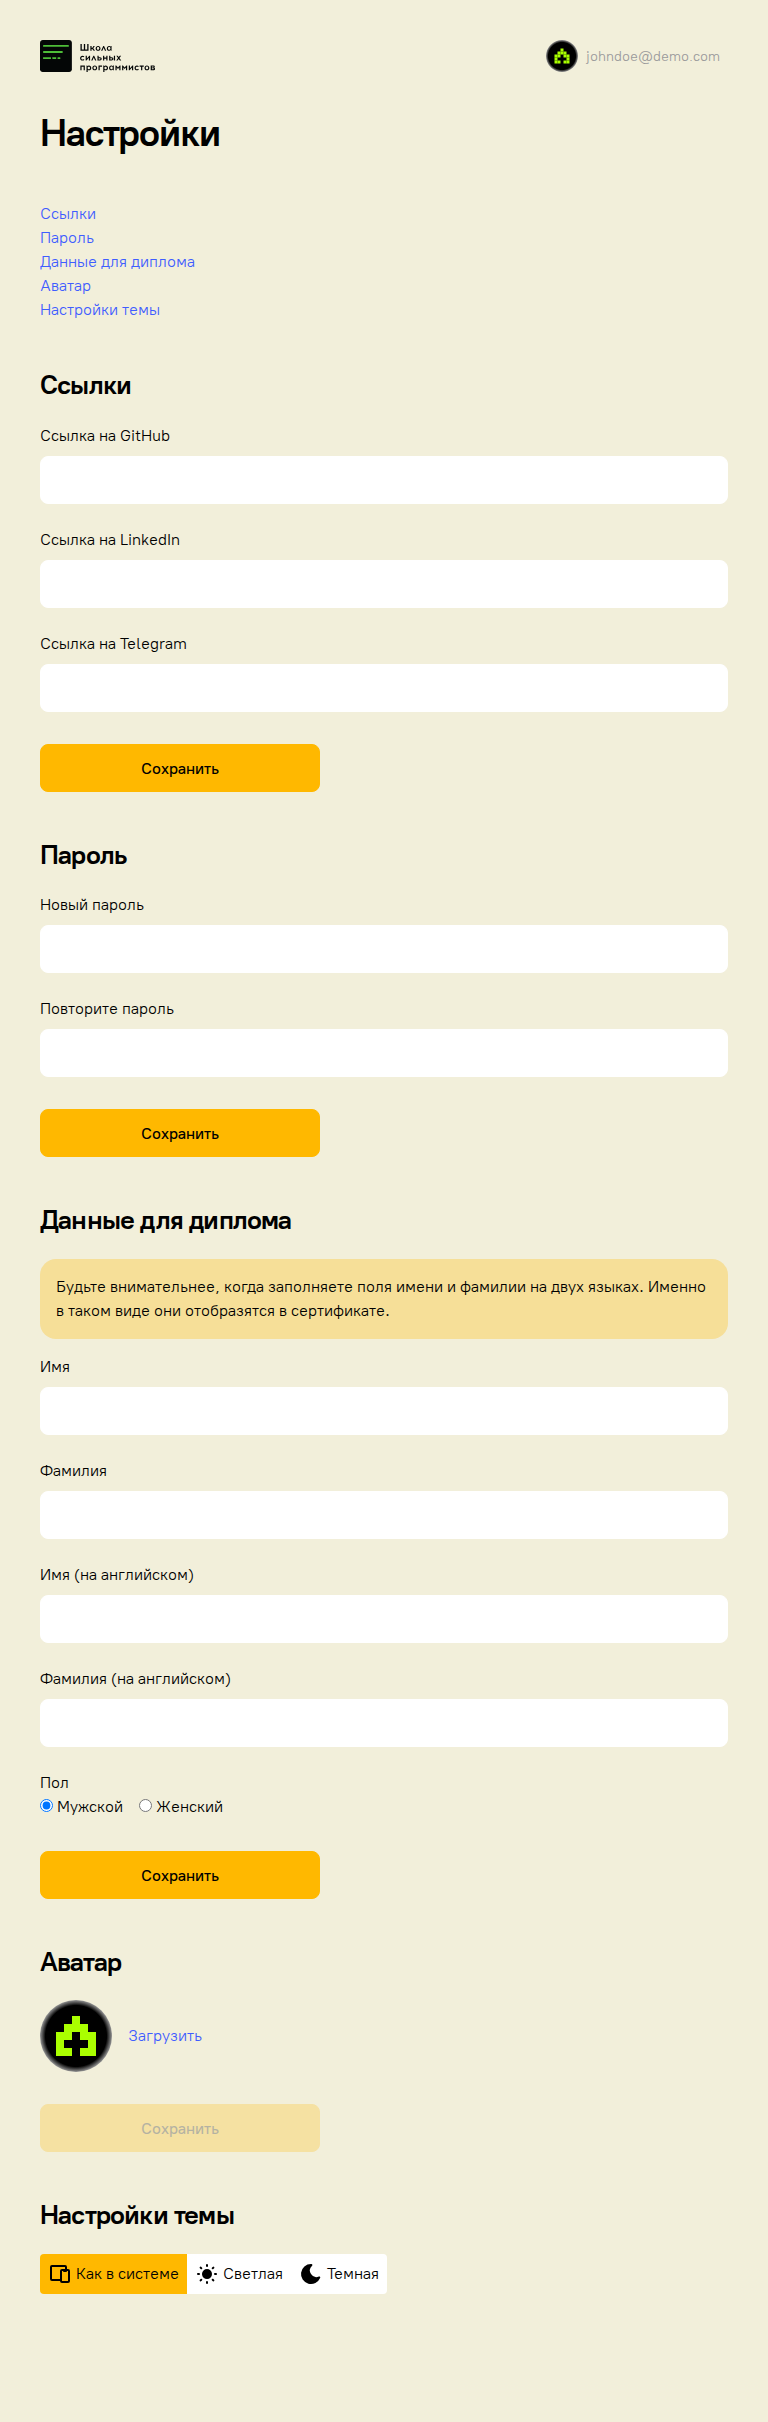 Школа
сильных
программистов
johndoe@demo.com
Настройки
Ссылки
Пароль
Данные для диплома
Аватар
Настройки темы
Ссылки
Ссылка на GitHub
Ссылка на LinkedIn
Ссылка на Telegram
Сохранить
Пароль
Новый пароль
Повторите пароль
Сохранить
Данные для диплома
Будьте внимательнее, когда заполняете поля имени и фамилии на двух языках. Именно
в таком виде они отобразятся в сертификате.
Имя
Фамилия
Имя (на английском)
Фамилия (на английском)
Пол
Мужской Женский
Сохранить
Аватар
Загрузить
Сохранить
Настройки темы
Как в системе Светлая Темная